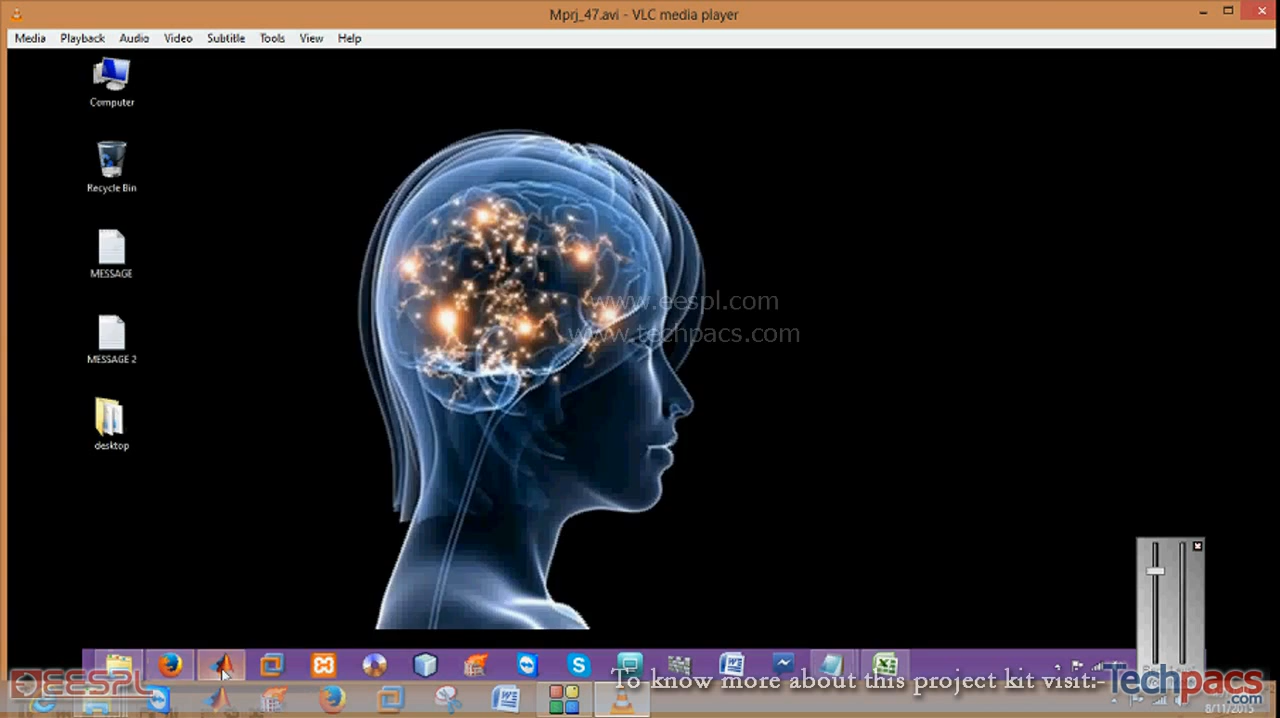 Mprj_47.avi - VLC media player
Media Playback Audio Video Subtitle Tools View Help
Computer
Recycle Bin
MESSAGE
MESSAGE 2
desktop
www.eespl.com
www.techpacs.com
EESPL
To know more about this project kit visit:-
Techpacs
.com
8/11/2015